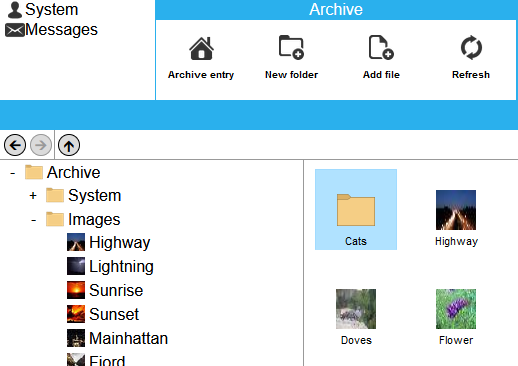 System
Messages
Archive
Archive entry
New folder
Add file
Refresh
- Archive
+ System
- Images
Highway
Lightning
Sunrise
Sunset
Mainhattan
Fjord
Cats
Highway
Doves
Flower